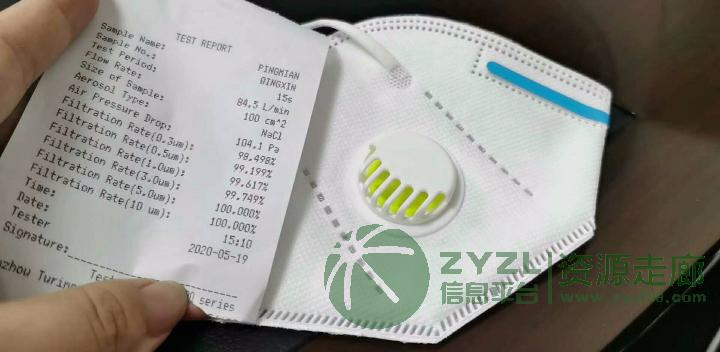 TEST REPORT
Sample Name: PINGMIAN
Sample No.: QINGXIN
Test Period: 15s
Flow Rate: 84.5 L/min
Size of Sample: 100 cm^2
Aerosol Type: NaCl
Air Pressure Drop: 104.1 Pa
Filtration Rate(0.3um): 98.498%
Filtration Rate(0.5um): 99.199%
Filtration Rate(1.0um): 99.617%
Filtration Rate(3.0um): 99.749%
Filtration Rate(5.0um): 100.000%
Filtration Rate(10 um): 100.000%
Time: 15:10
Date: 2020-05-19
Tester
Signature:
series
ZYZL 资源走廊
信息平台